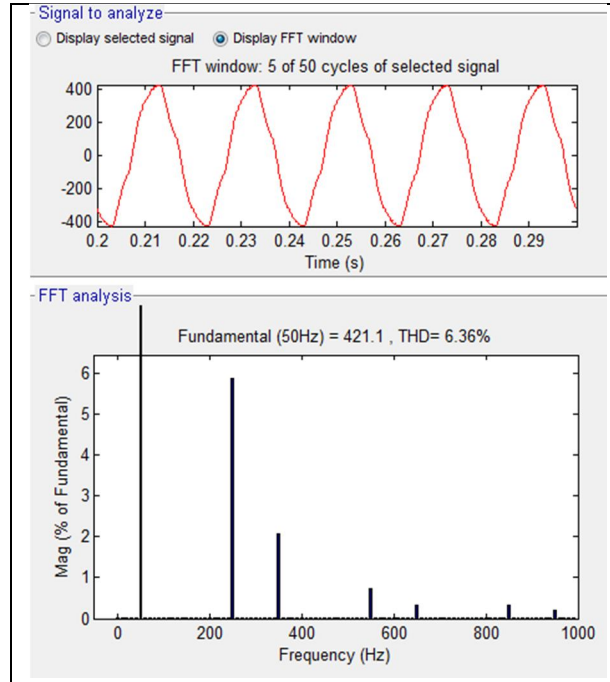 Signal to analyze
Display selected signal Display FFT window
FFT window: 5 of 50 cycles of selected signal
400
200
0
-200
-400
0.2 0.21 0.22 0.23 0.24 0.25 0.26 0.27 0.28 0.29
Time (s)
FFT analysis
Fundamental (50Hz) = 421.1 , THD= 6.36%
6
5
4
3
2
1
0
Mag (% of Fundamental)
0 200 400 600 800 1000
Frequency (Hz)